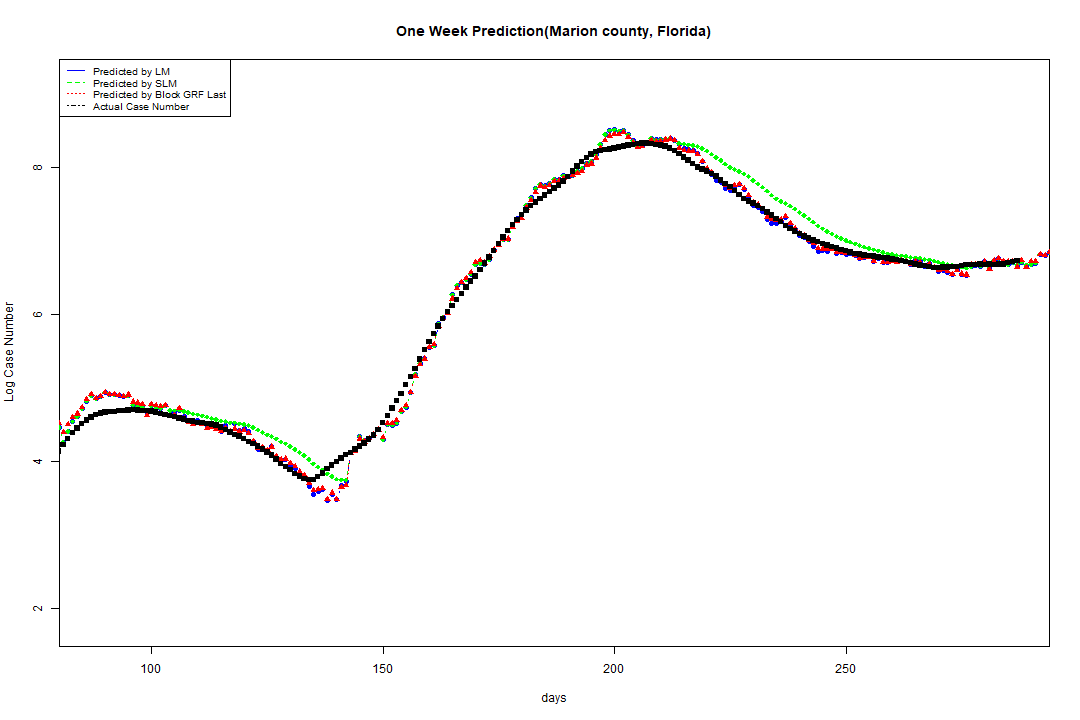 One Week Prediction(Marion county, Florida)
Predicted by LM
Predicted by SLM
Predicted by Block GRF Last
Actual Case Number
8
6
4
2
Log Case Number
100 150 200 250
days